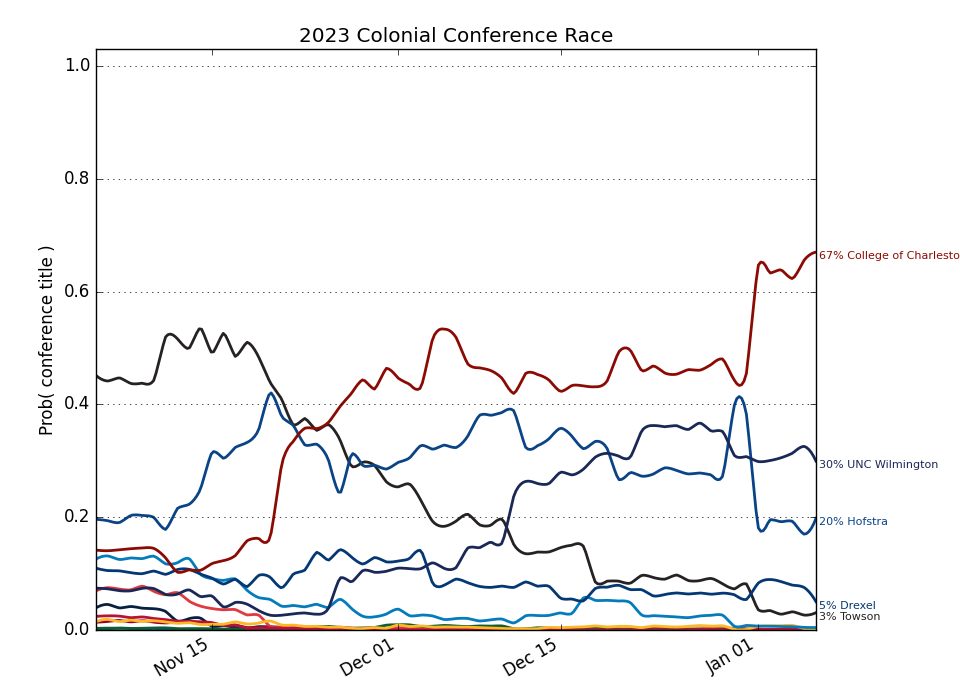 2023 Colonial Conference Race
Prob( conference title )
1.0
0.8
0.6
0.4
0.2
0.0
67% College of Charlesto
30% UNC Wilmington
20% Hofstra
5% Drexel
3% Towson
Nov 15
Dec 01
Dec 15
Jan 01